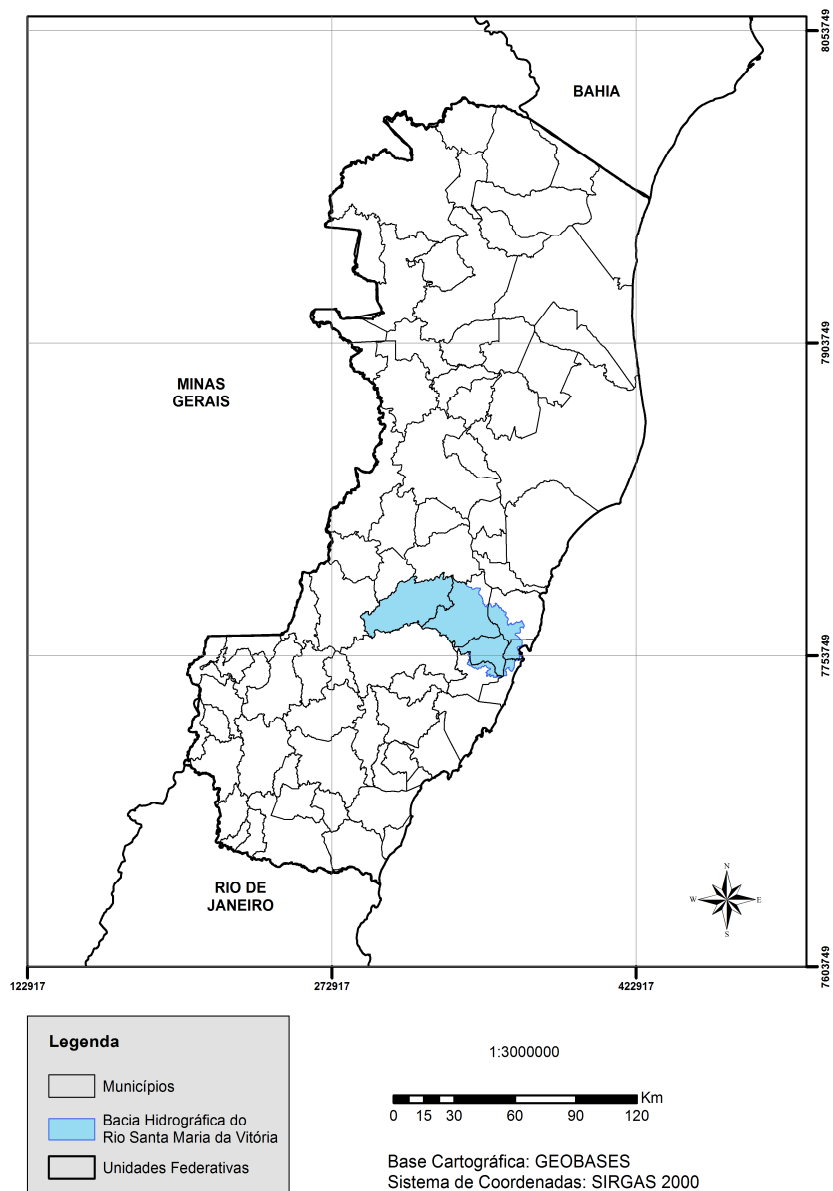 8053749
BAHIA
7903749
MINAS
GERAIS
7753749
RIO DE
JANEIRO
N
W
E
S
7603749
122917
272917
422917
Legenda
Municípios
Bacia Hidrográfica do
Rio Santa Maria da Vitória
Unidades Federativas
1:3000000
Km
0 15 30 60 90 120
Base Cartográfica: GEOBASES
Sistema de Coordenadas: SIRGAS 2000